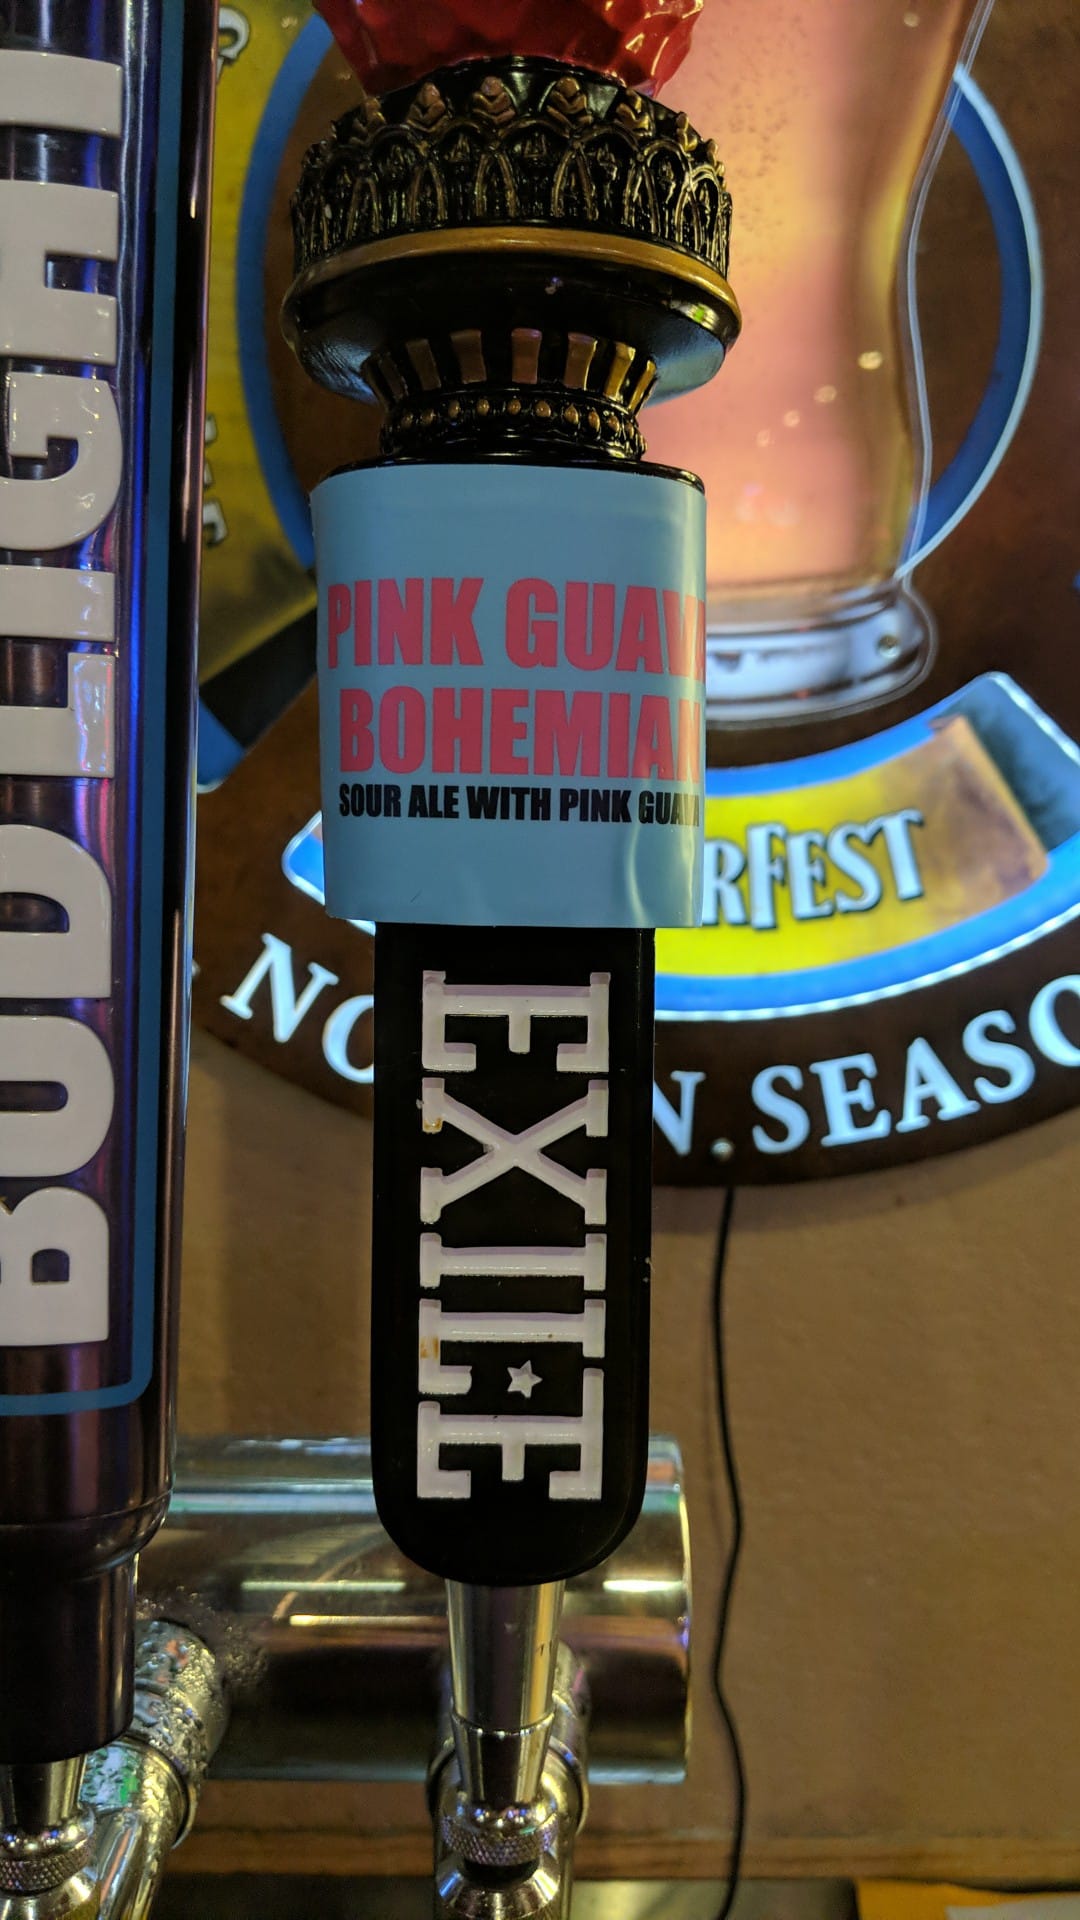 BUD LIGHT
PINK GUAVA
BOHEMIAN
SOUR ALE WITH PINK GUAVA
EXILE
RFEST
N. SEASO